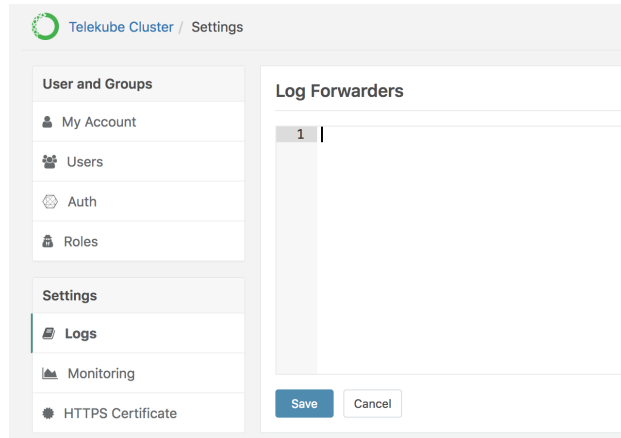 Telekube Cluster / Settings
User and Groups
My Account
Users
Auth
Roles
Settings
Logs
Monitoring
HTTPS Certificate
Log Forwarders
1
Save Cancel